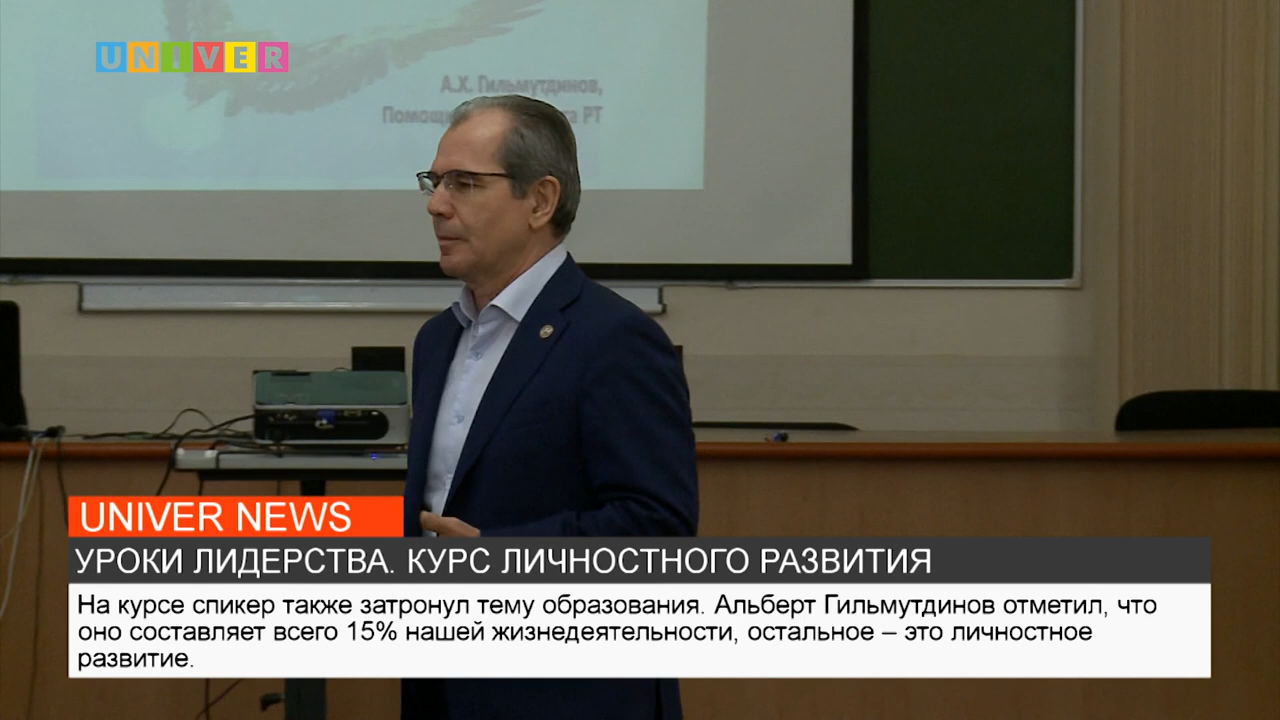 UNIVER
А.Х. Гильмутдинов,
РТ
UNIVER NEWS
УРОКИ ЛИДЕРСТВА. КУРС ЛИЧНОСТНОГО РАЗВИТИЯ
На курсе спикер также затронул тему образования. Альберт Гильмутдинов отметил, что
оно составляет всего 15% нашей жизнедеятельности, остальное – это личностное
развитие.